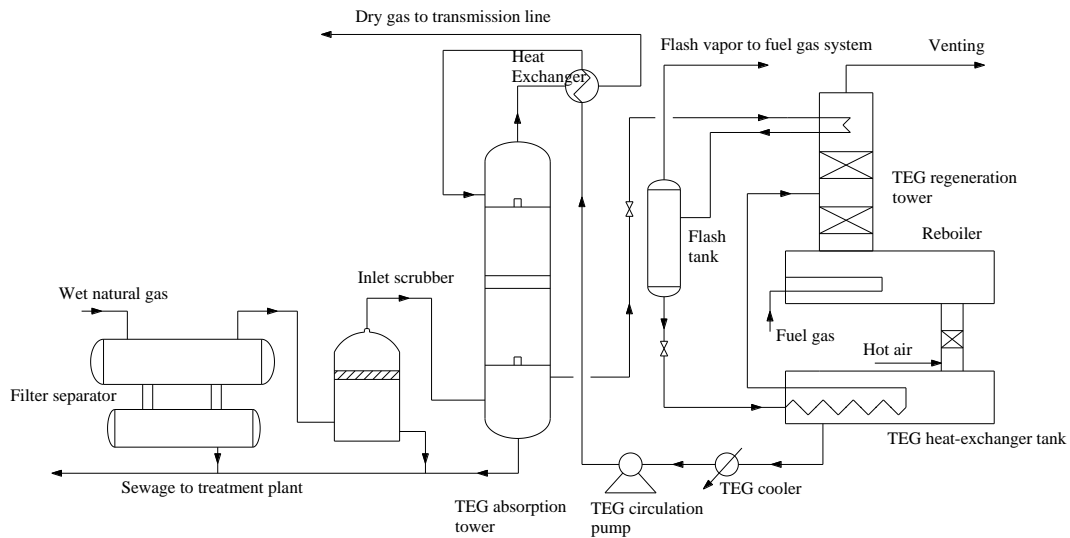 Dry gas to transmission line
Flash vapor to fuel gas system
Venting
Heat
Exchanger
TEG regeneration
tower
Flash
tank
Reboiler
Inlet scrubber
Wet natural gas
Fuel gas
Hot air
Filter separator
TEG heat-exchanger tank
Sewage to treatment plant
TEG cooler
TEG absorption
tower
TEG circulation
pump